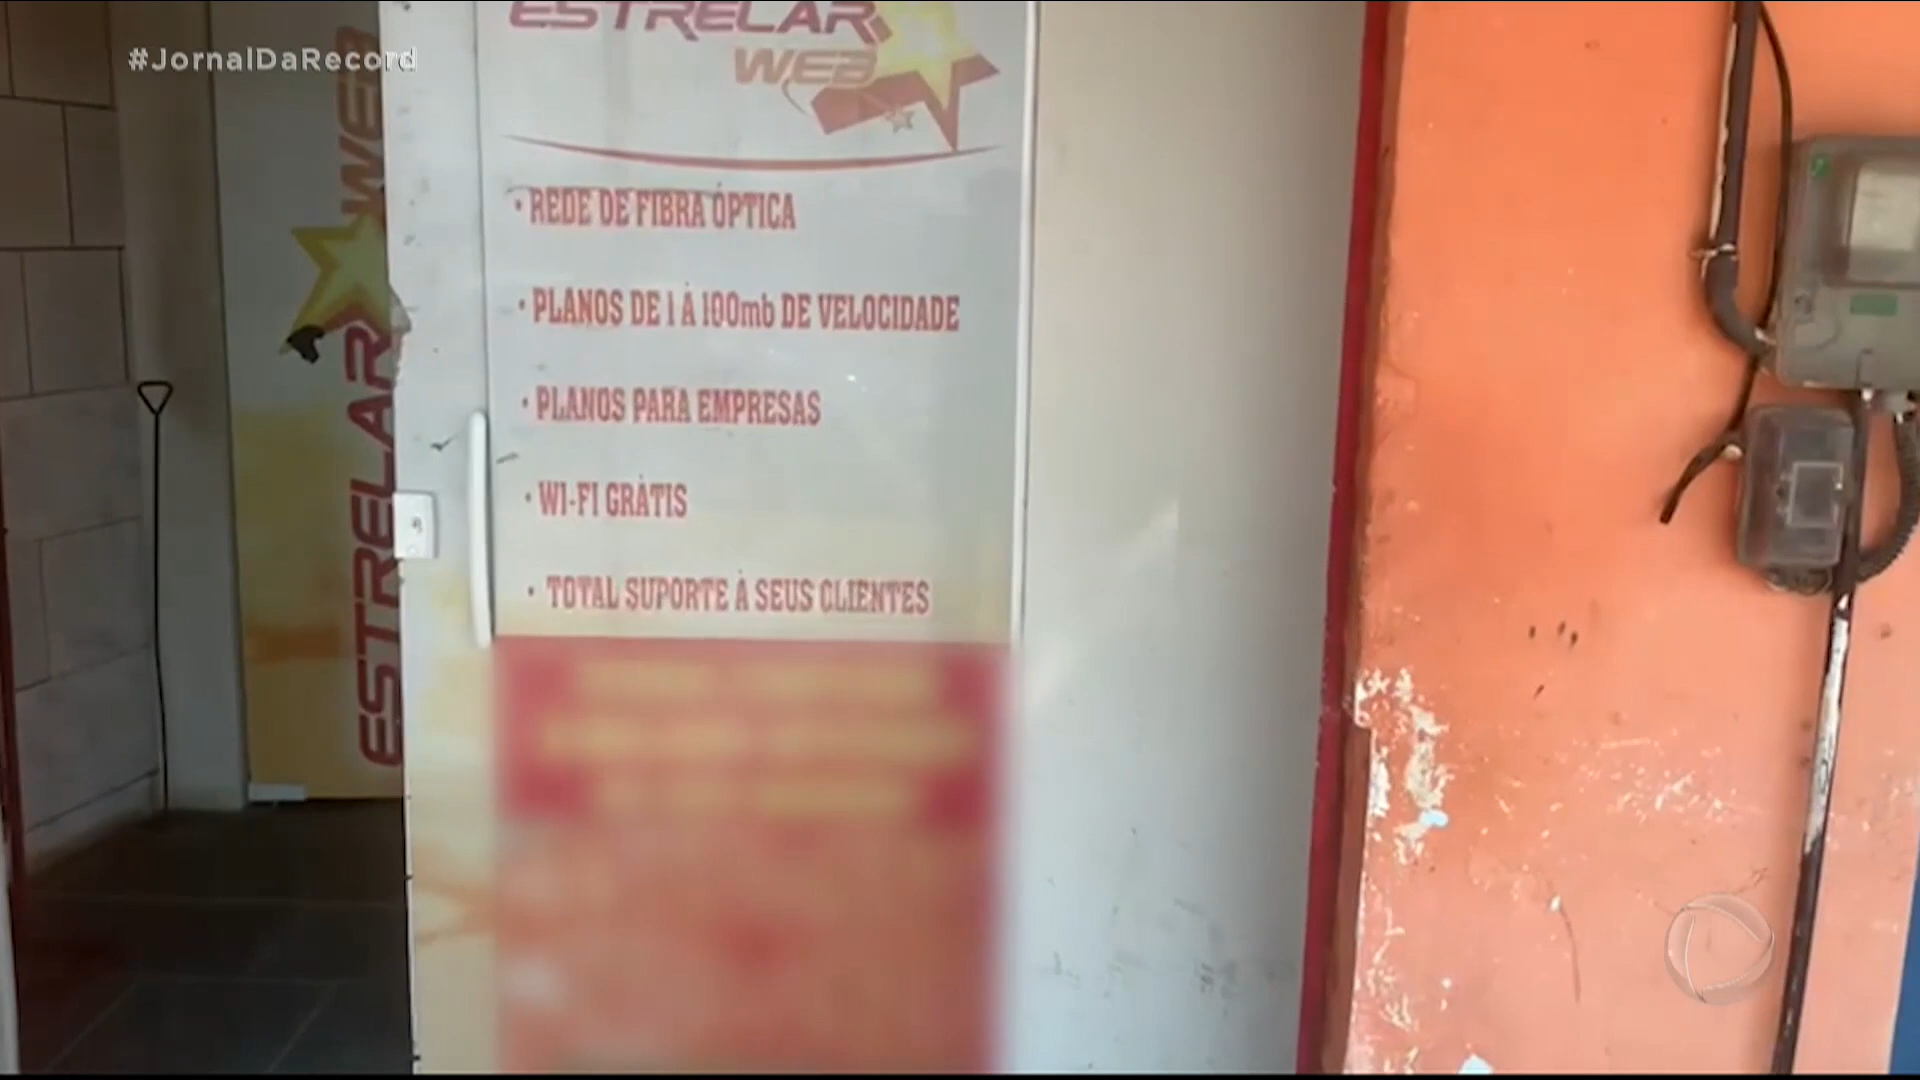 #JornalDaRecord
ESTRELAR
WEB
ESTRELAR WEB
• REDE DE FIBRA ÓPTICA
• PLANOS DE 1 À 100mb DE VELOCIDADE
• PLANOS PARA EMPRESAS
• WI-FI GRÁTIS
• TOTAL SUPORTE À SEUS CLIENTES